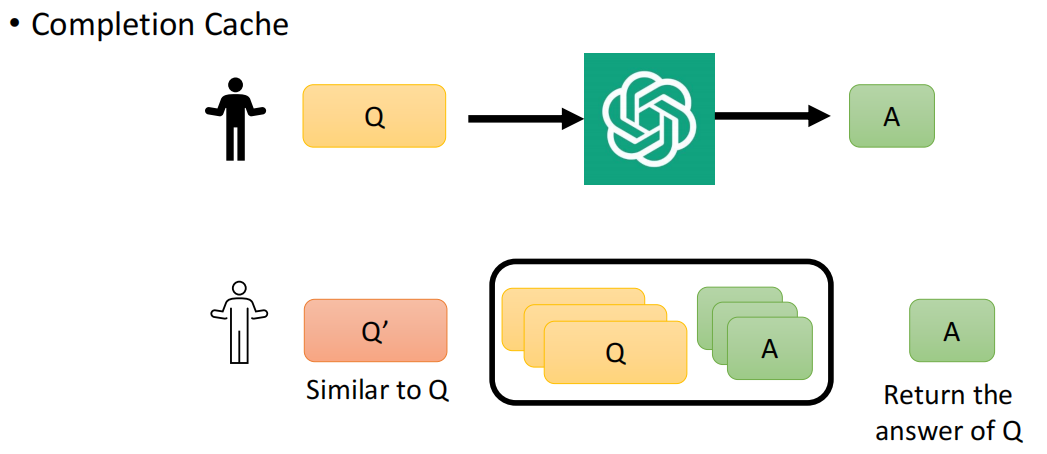 • Completion Cache
Q
A
Q’
Q
A
A
Similar to Q
Return the
answer of Q